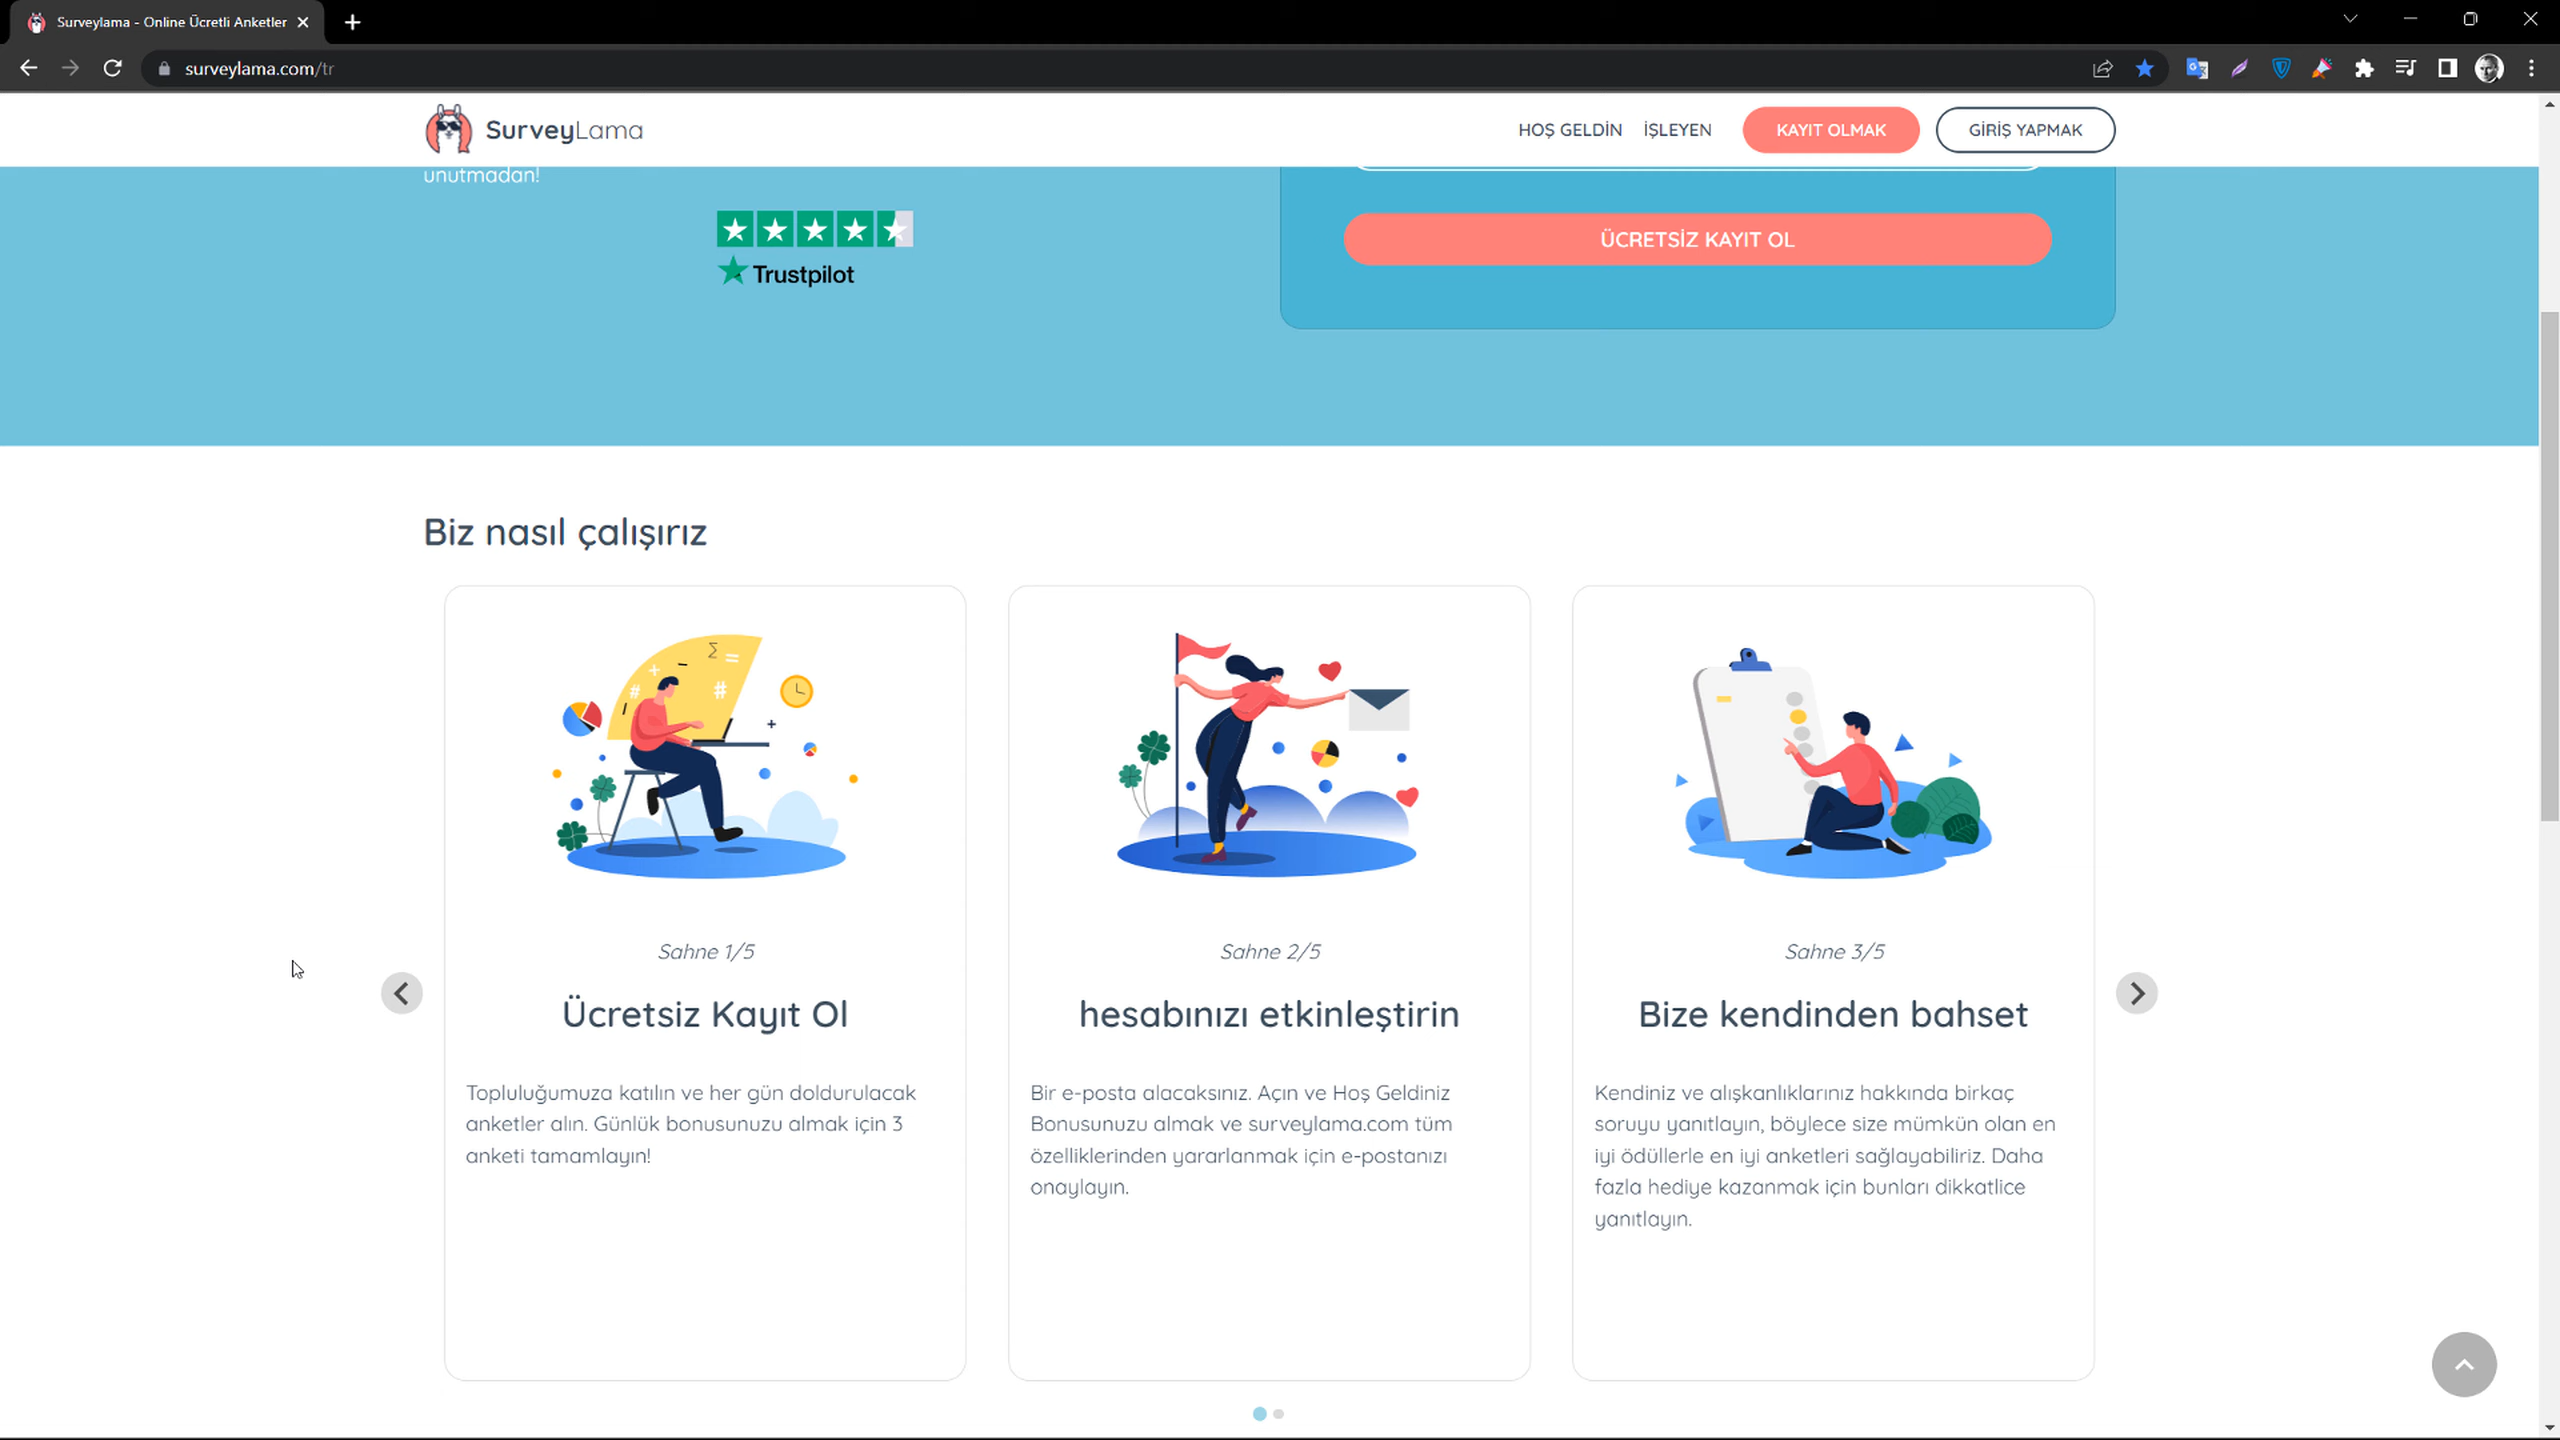 Surveylama - Online Ücretli Anketler
surveylama.com/tr
SurveyLama
HOŞ GELDİN
İŞLEYEN
KAYIT OLMAK
GİRİŞ YAPMAK
unutmadan!
Trustpilot
ÜCRETSİZ KAYIT OL
Biz nasıl çalışırız
Sahne 1/5
Ücretsiz Kayıt Ol
Topluluğumuza katılın ve her gün doldurulacak
anketler alın. Günlük bonusunuzu almak için 3
anketi tamamlayın!
Sahne 2/5
hesabınızı etkinleştirin
Bir e-posta alacaksınız. Açın ve Hoş Geldiniz
Bonusunuzu almak ve surveylama.com tüm
özelliklerinden yararlanmak için e-postanızı
onaylayın.
Sahne 3/5
Bize kendinden bahset
Kendiniz ve alışkanlıklarınız hakkında birkaç
soruyu yanıtlayın, böylece size mümkün olan en
iyi ödüllerle en iyi anketleri sağlayabiliriz. Daha
fazla hediye kazanmak için bunları dikkatlice
yanıtlayın.